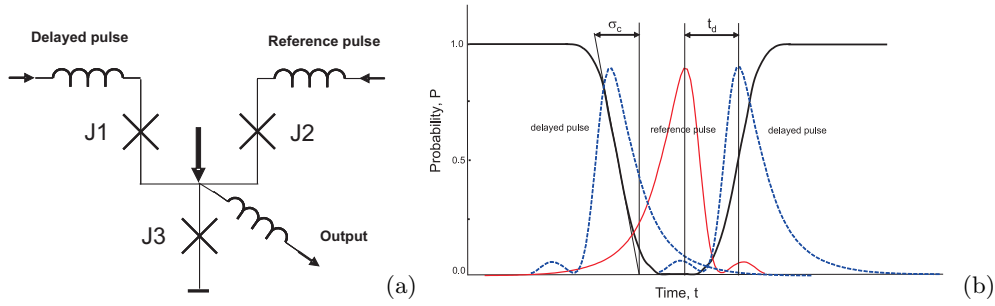 Delayed pulse
Reference pulse
J1
J2
J3
Output
(a)
σc
td
1.0
0.5
0.0
Probability, P
delayed pulse
reference pulse
delayed pulse
Time, t
(b)